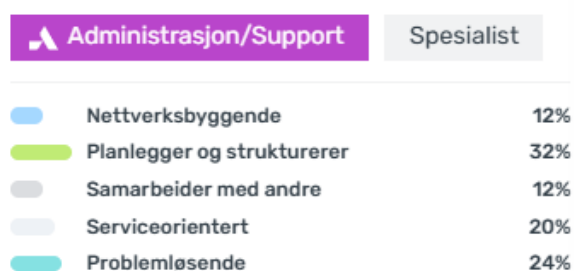 Administrasjon/Support Spesialist
Nettverksbyggende 12%
Planlegger og strukturerer 32%
Samarbeider med andre 12%
Serviceorientert 20%
Problemløsende 24%